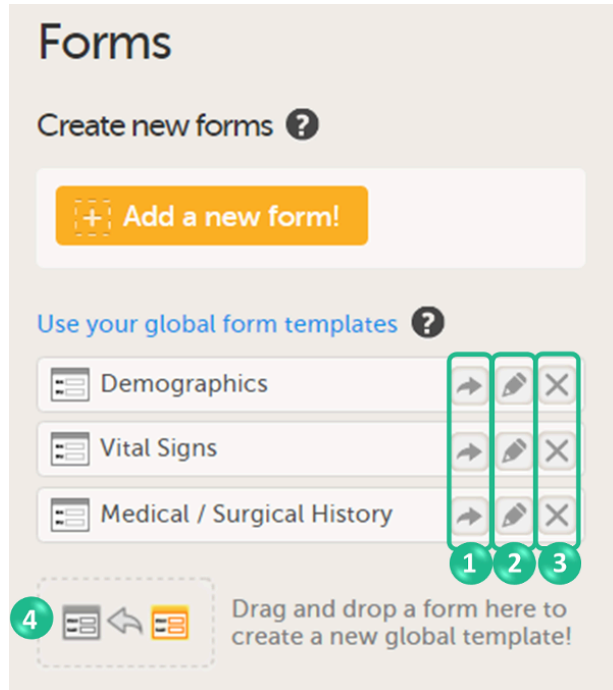 Forms
Create new forms ?
+ Add a new form!
Use your global form templates ?
Demographics
Vital Signs
Medical / Surgical History
1 2 3
4
Drag and drop a form here to
create a new global template!